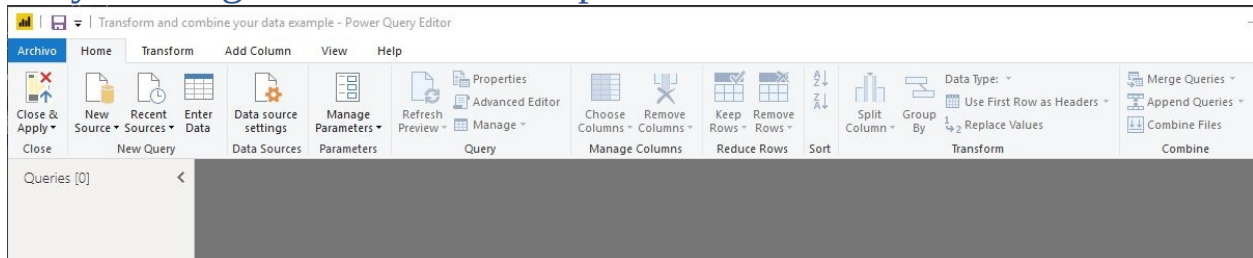 Transform and combine your data example - Power Query Editor
Archivo Home Transform Add Column View Help
Close & Apply
New Source
Recent Sources
Enter Data
Data source settings
Manage Parameters
Refresh Preview
Properties
Advanced Editor
Manage
Choose Columns
Remove Columns
Keep Rows
Remove Rows
A Z
Z A
Split Column
Group By
Data Type:
Use First Row as Headers
1 2 Replace Values
Merge Queries
Append Queries
Combine Files
Close New Query Data Sources Parameters Query Manage Columns Reduce Rows Sort Transform Combine
Queries [0]